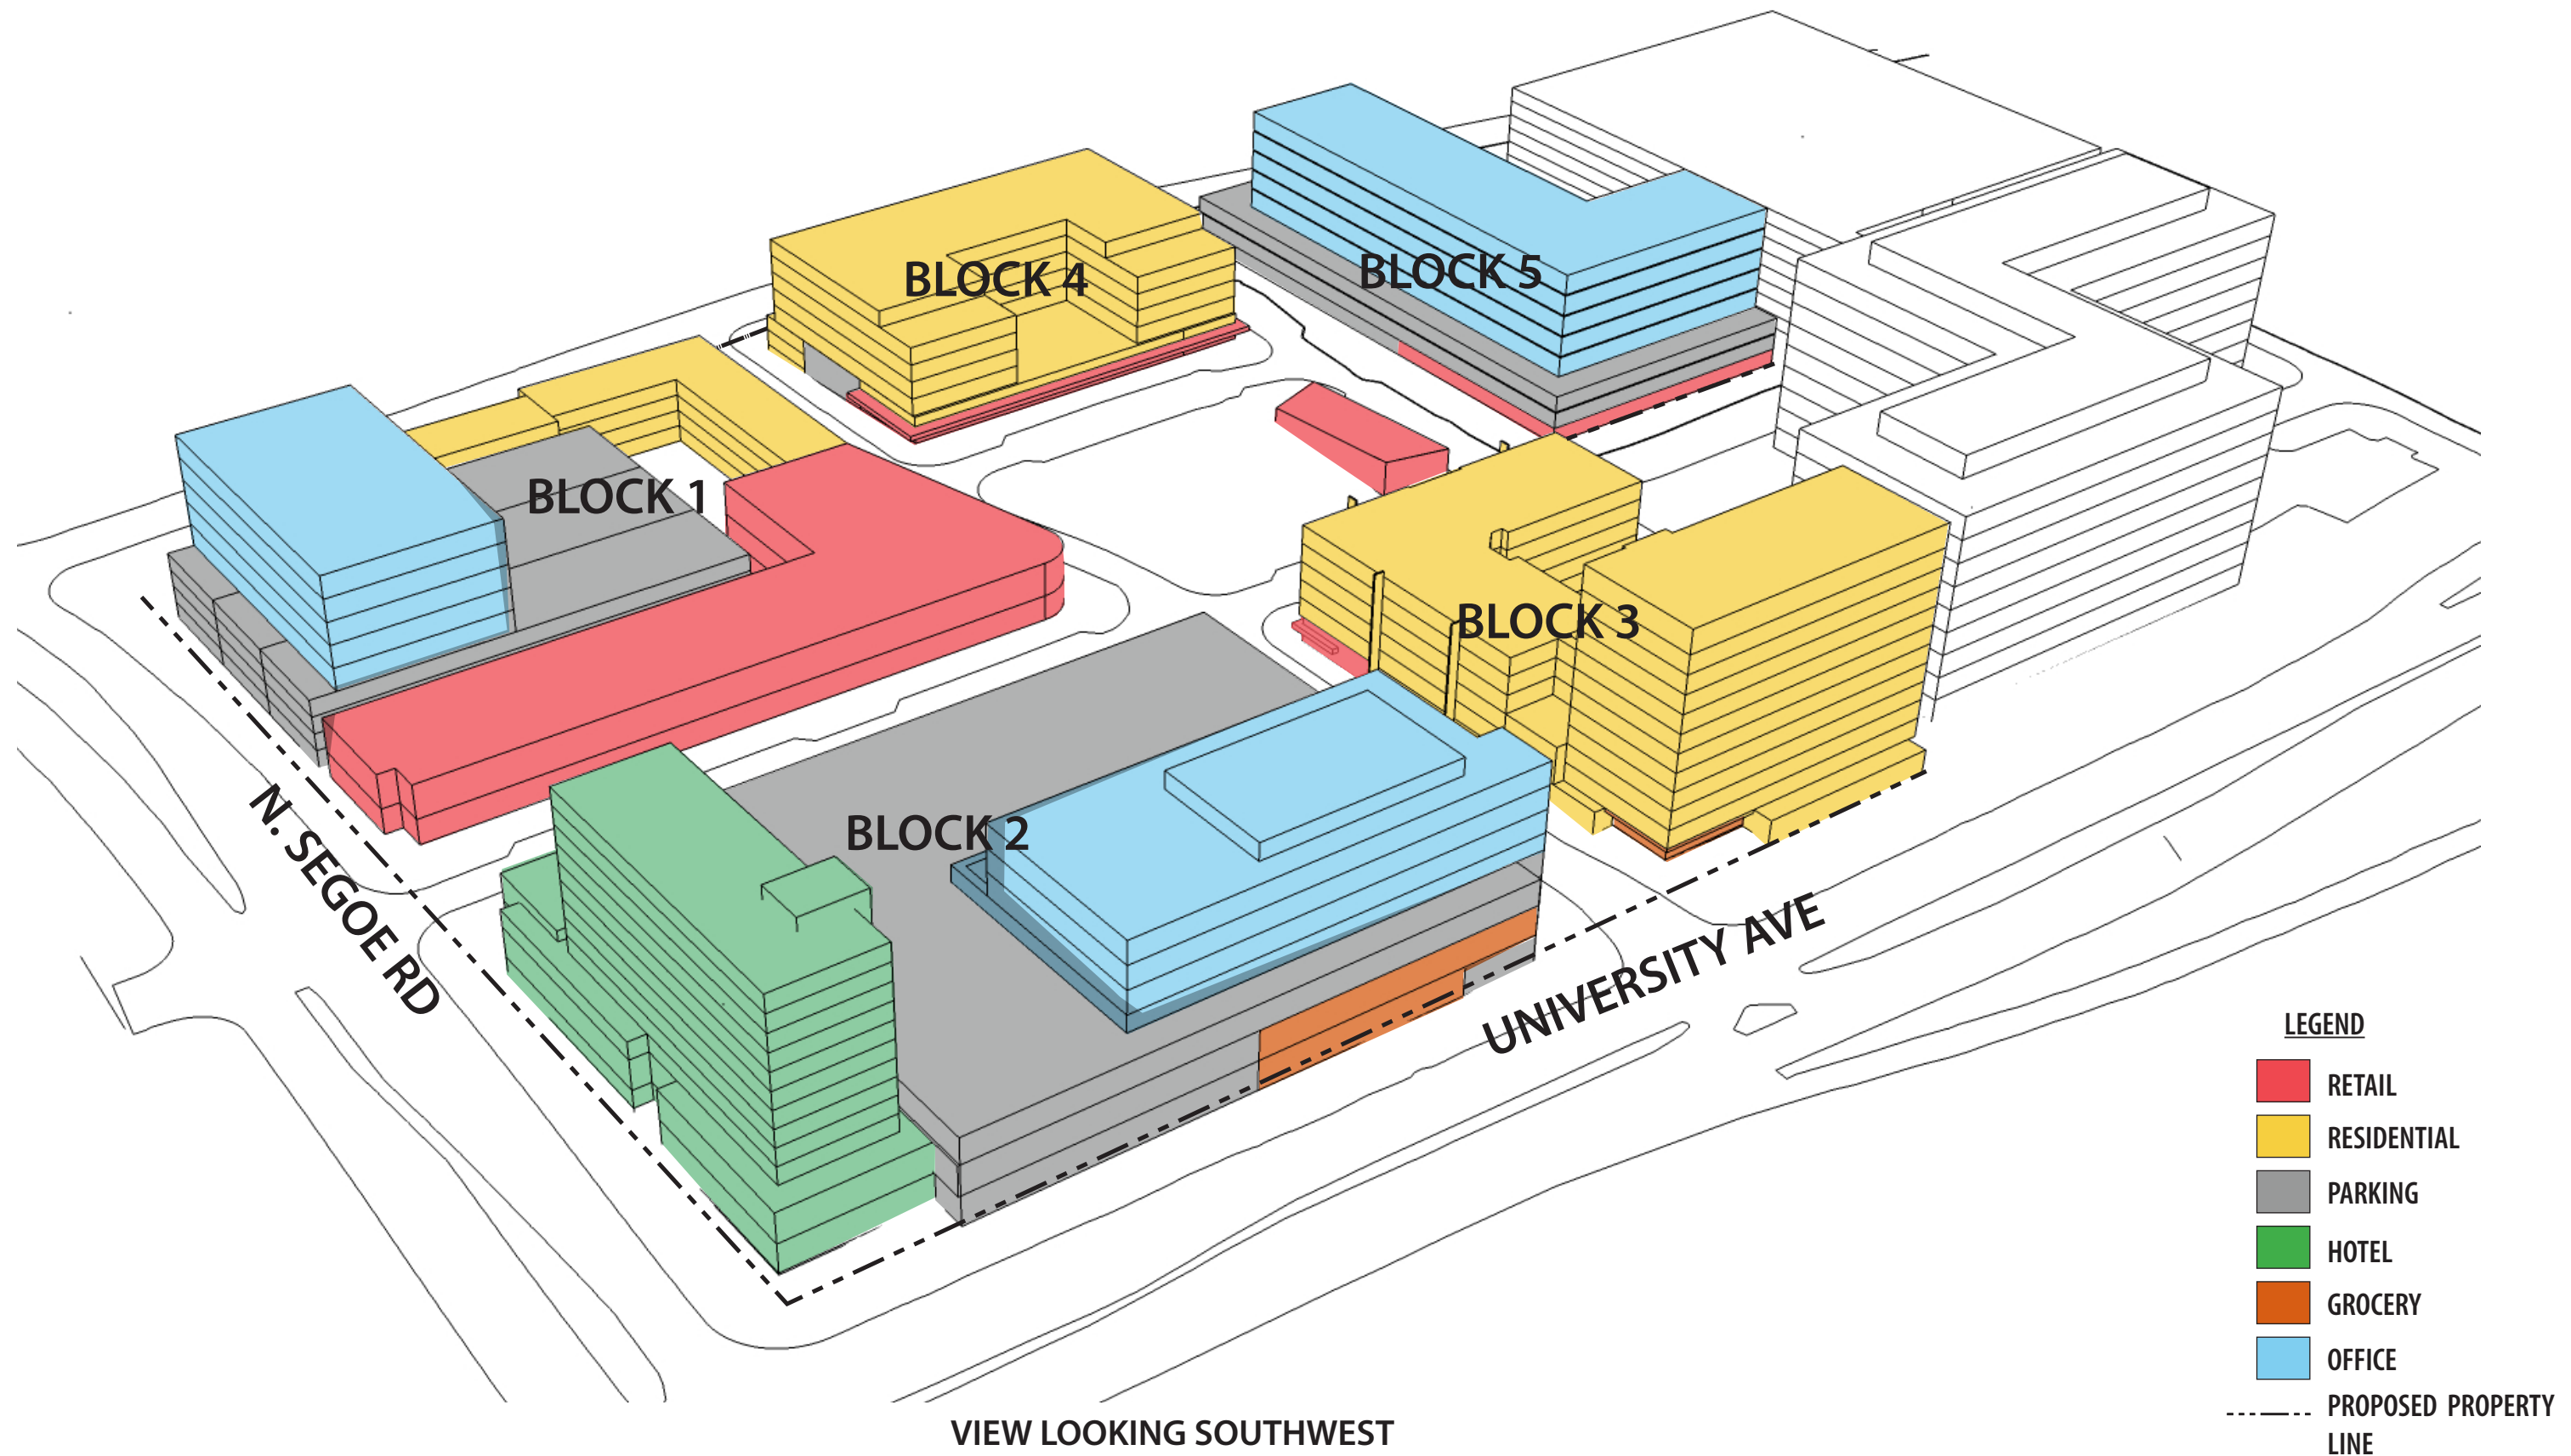 BLOCK 4
BLOCK 5
BLOCK 1
BLOCK 3
BLOCK 2
N. SEGOE RD
UNIVERSITY AVE
LEGEND
RETAIL
RESIDENTIAL
PARKING
HOTEL
GROCERY
OFFICE
PROPOSED PROPERTY
LINE
VIEW LOOKING SOUTHWEST